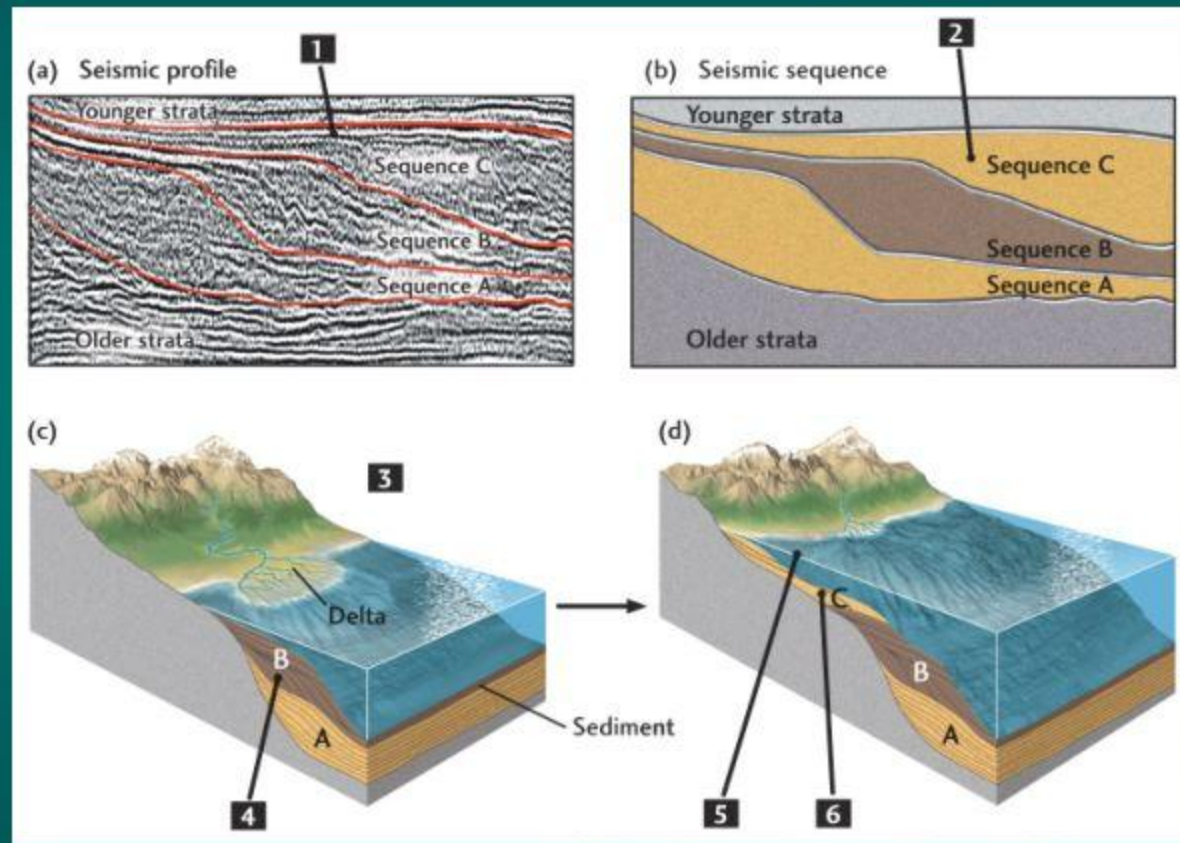 1
2
(a) Seismic profile
(b) Seismic sequence
Younger strata
Sequence C
Sequence B
Sequence A
Older strata
Younger strata
Sequence C
Sequence B
Sequence A
Older strata
(c)
3
Delta
B
A
Sediment
4
(d)
C
B
A
5
6